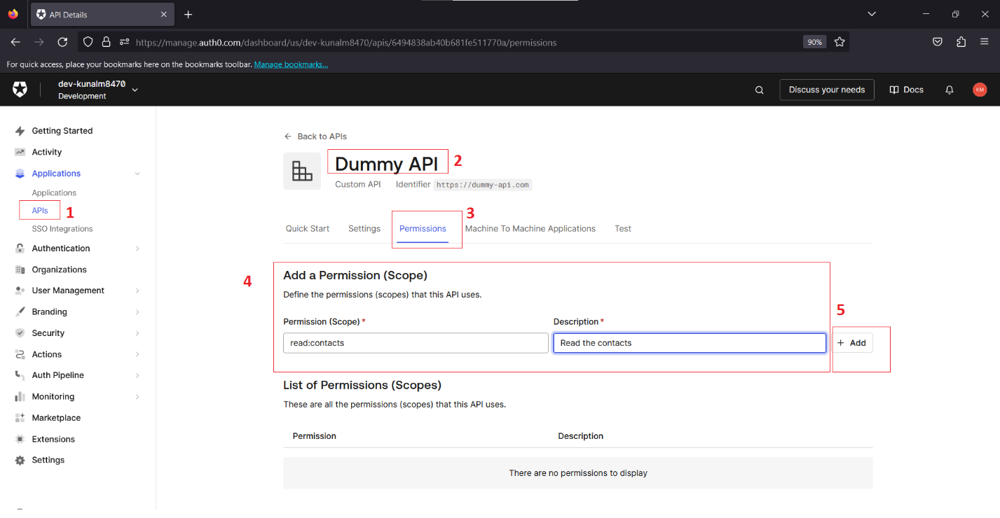 API Details
https://manage.auth0.com/dashboard/us/dev-kunalm8470/apis/6494838ab40b681fe511770a/permissions
90%
For quick access, place your bookmarks here on the bookmarks toolbar. Manage bookmarks...
dev-kunalm8470
Development
Discuss your needs
Docs
KM
Getting Started
Activity
Applications
Applications
APIs
1
SSO Integrations
Authentication
Organizations
User Management
Branding
Security
Actions
Auth Pipeline
Monitoring
Marketplace
Extensions
Settings
Back to APIs
Dummy API
2
Custom API Identifier https://dummy-api.com
3
Quick Start Settings Permissions Machine To Machine Applications Test
4
Add a Permission (Scope)
Define the permissions (scopes) that this API uses.
Permission (Scope)* Description*
5
read:contacts Read the contacts + Add
List of Permissions (Scopes)
These are all the permissions (scopes) that this API uses.
Permission Description
There are no permissions to display